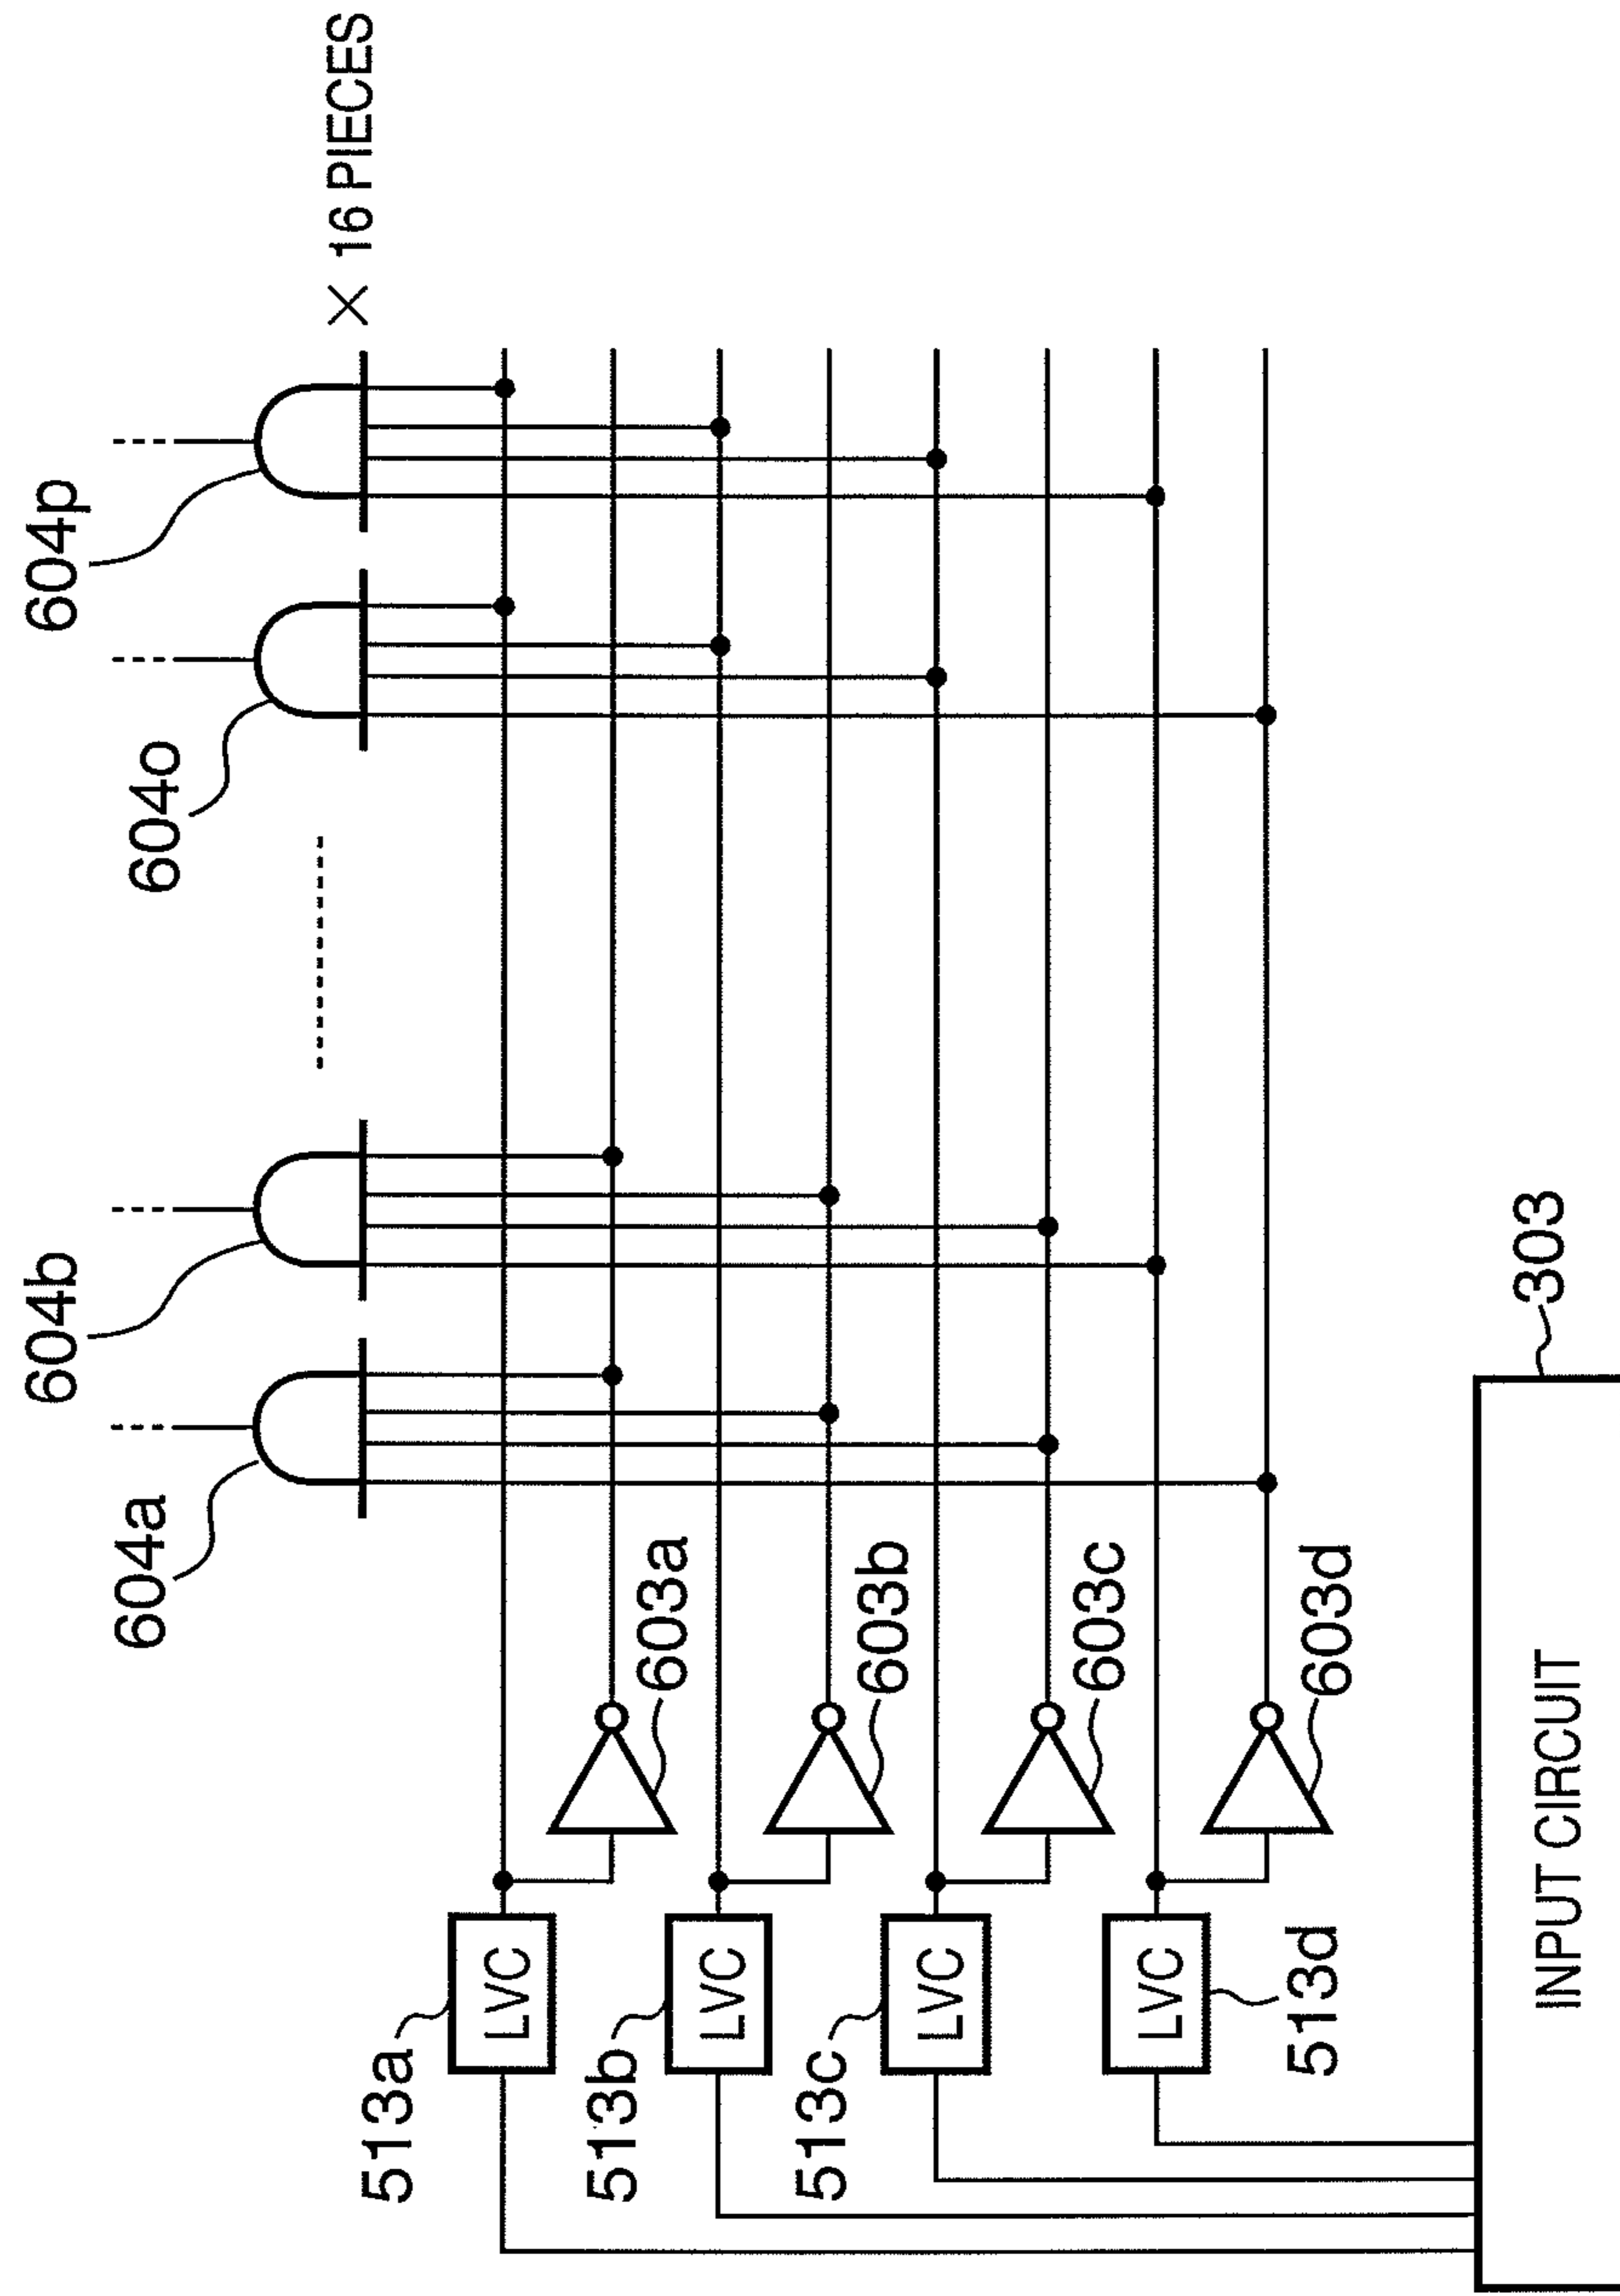 × 16 PIECES
604a
604b
604o
604p
603a
603b
603c
603d
513a
LVC
513b
LVC
513c
LVC
513d
LVC
303
INPUT CIRCUIT